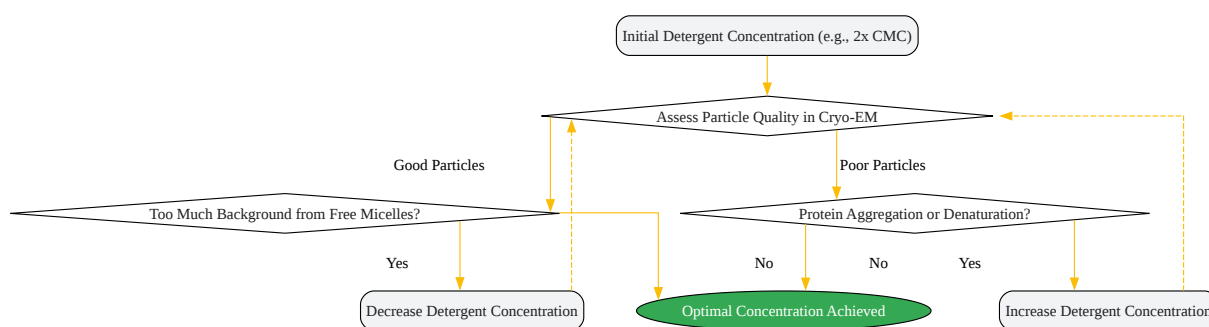 Initial Detergent Concentration (e.g., 2x CMC)
Assess Particle Quality in Cryo-EM
Good Particles
Poor Particles
Too Much Background from Free Micelles?
Protein Aggregation or Denaturation?
Yes
No
No
Yes
Decrease Detergent Concentration
Optimal Concentration Achieved
Increase Detergent Concentration